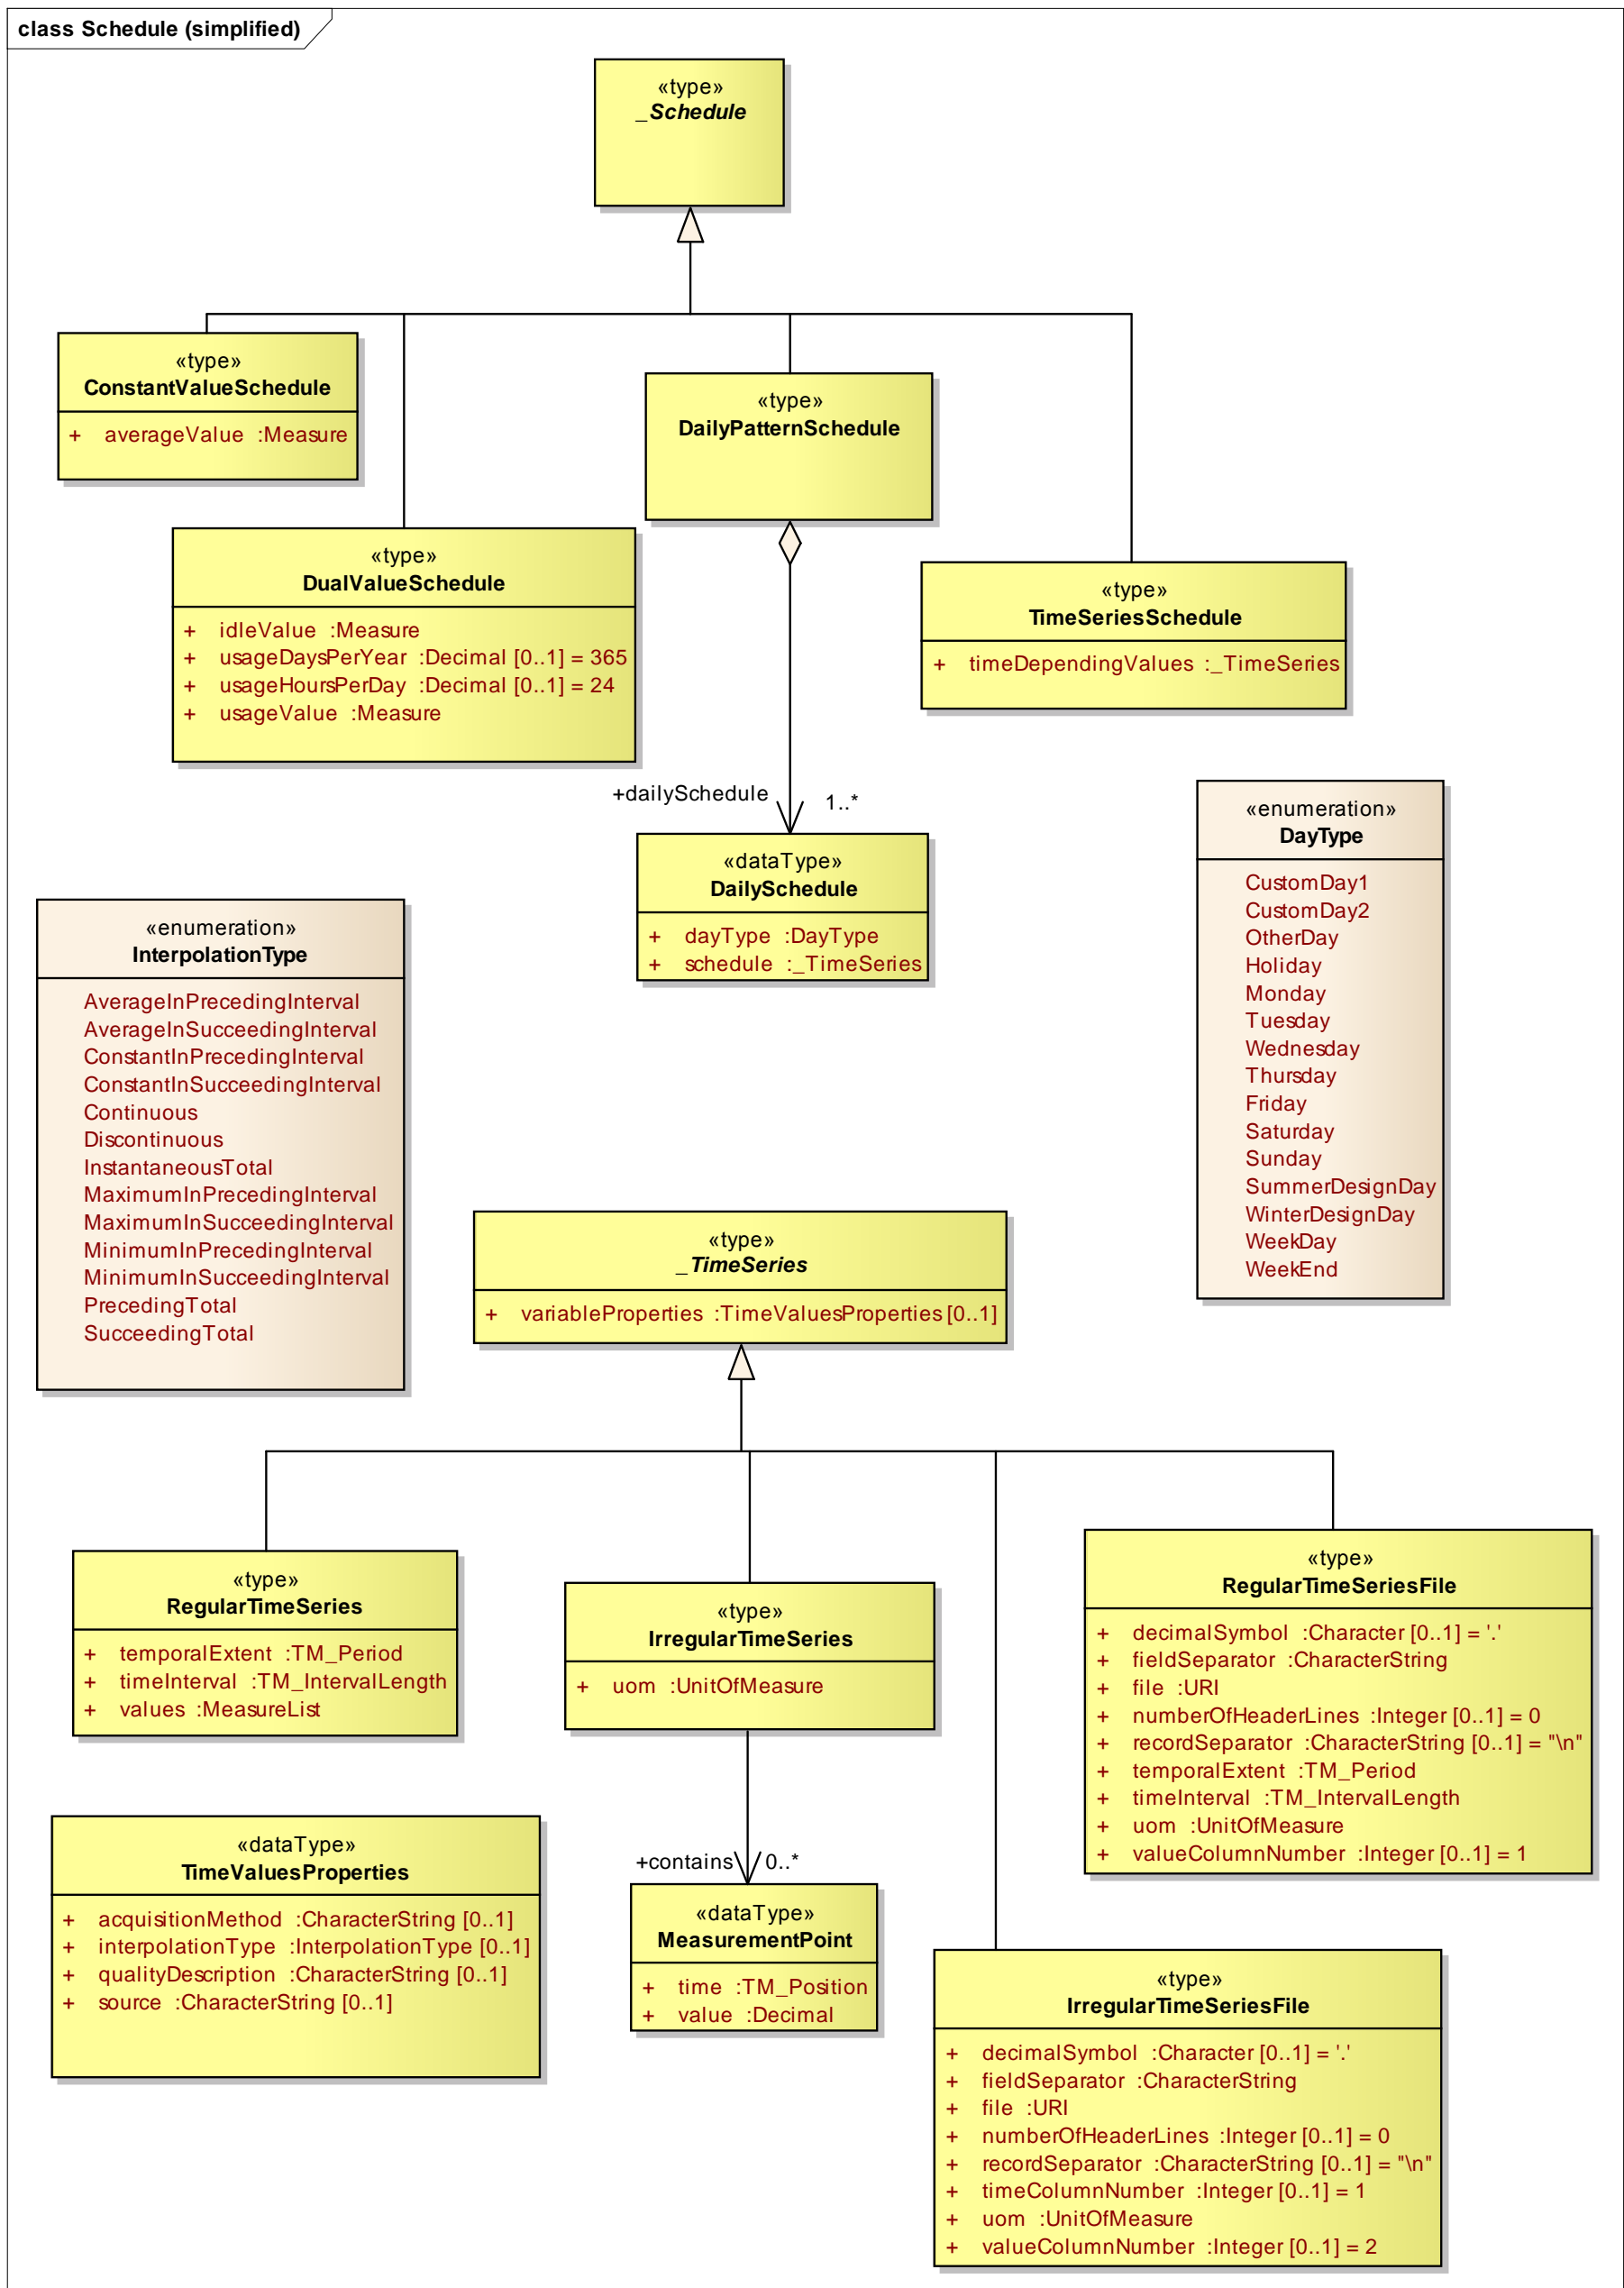 class Schedule (simplified)
«type»
_Schedule
«type»
ConstantValueSchedule
+ averageValue :Measure
«type»
DailyPatternSchedule
«type»
DualValueSchedule
+ idleValue :Measure
+ usageDaysPerYear :Decimal [0..1] = 365
+ usageHoursPerDay :Decimal [0..1] = 24
+ usageValue :Measure
«type»
TimeSeriesSchedule
+ timeDependingValues :_TimeSeries
+dailySchedule 1..*
«dataType»
DailySchedule
+ dayType :DayType
+ schedule :_TimeSeries
«enumeration»
DayType
CustomDay1
CustomDay2
OtherDay
Holiday
Monday
Tuesday
Wednesday
Thursday
Friday
Saturday
Sunday
SummerDesignDay
WinterDesignDay
WeekDay
WeekEnd
«enumeration»
InterpolationType
AverageInPrecedingInterval
AverageInSucceedingInterval
ConstantInPrecedingInterval
ConstantInSucceedingInterval
Continuous
Discontinuous
InstantaneousTotal
MaximumInPrecedingInterval
MaximumInSucceedingInterval
MinimumInPrecedingInterval
MinimumInSucceedingInterval
PrecedingTotal
SucceedingTotal
«type»
_TimeSeries
+ variableProperties :TimeValuesProperties [0..1]
«type»
RegularTimeSeries
+ temporalExtent :TM_Period
+ timeInterval :TM_IntervalLength
+ values :MeasureList
«type»
IrregularTimeSeries
+ uom :UnitOfMeasure
«type»
RegularTimeSeriesFile
+ decimalSymbol :Character [0..1] = '.'
+ fieldSeparator :CharacterString
+ file :URI
+ numberOfHeaderLines :Integer [0..1] = 0
+ recordSeparator :CharacterString [0..1] = "\n"
+ temporalExtent :TM_Period
+ timeInterval :TM_IntervalLength
+ uom :UnitOfMeasure
+ valueColumnNumber :Integer [0..1] = 1
«dataType»
TimeValuesProperties
+ acquisitionMethod :CharacterString [0..1]
+ interpolationType :InterpolationType [0..1]
+ qualityDescription :CharacterString [0..1]
+ source :CharacterString [0..1]
+contains 0..*
«dataType»
MeasurementPoint
+ time :TM_Position
+ value :Decimal
«type»
IrregularTimeSeriesFile
+ decimalSymbol :Character [0..1] = '.'
+ fieldSeparator :CharacterString
+ file :URI
+ numberOfHeaderLines :Integer [0..1] = 0
+ recordSeparator :CharacterString [0..1] = "\n"
+ timeColumnNumber :Integer [0..1] = 1
+ uom :UnitOfMeasure
+ valueColumnNumber :Integer [0..1] = 2